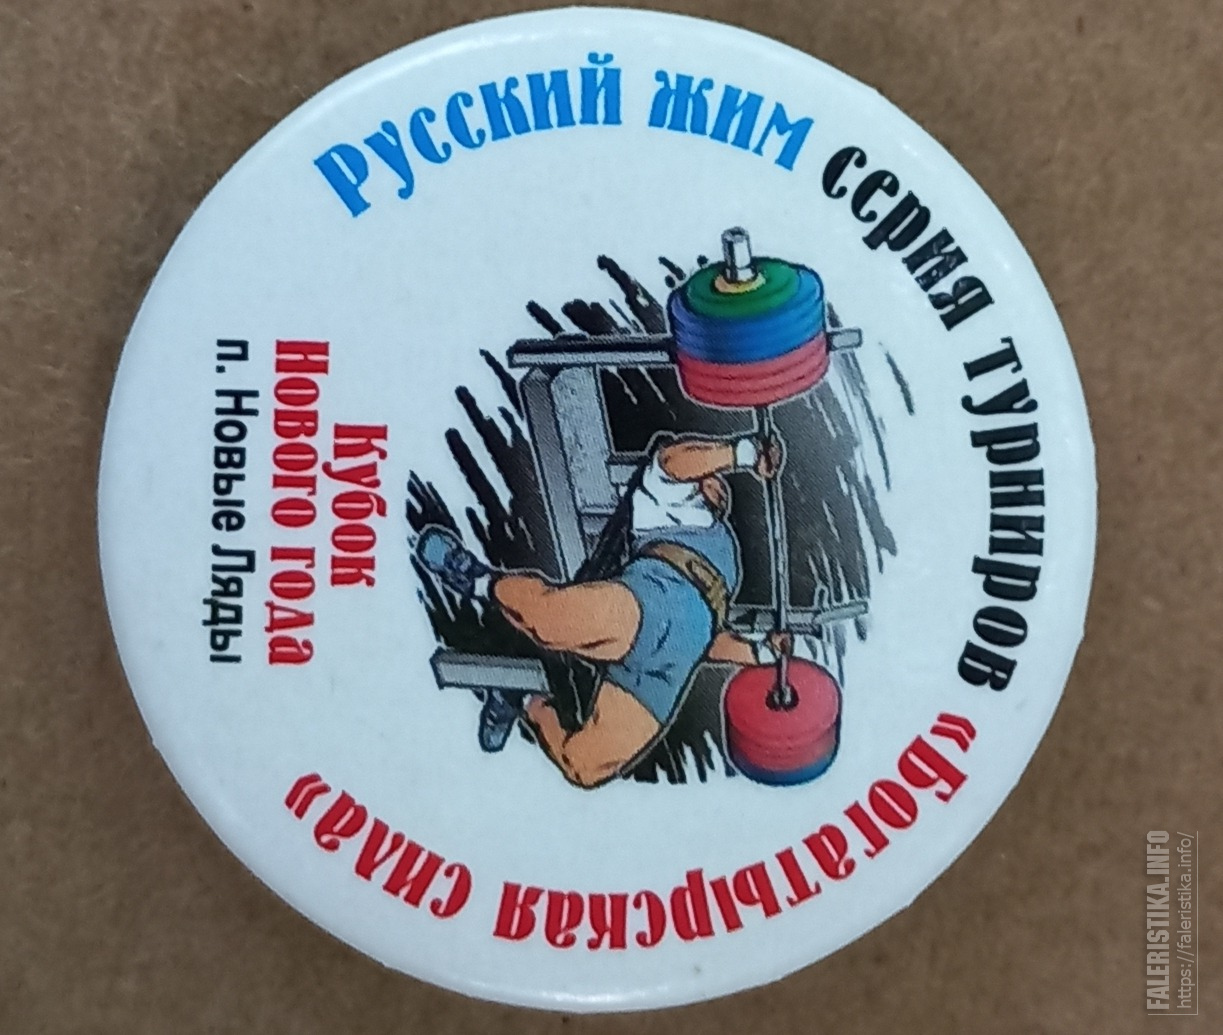 Русский жим серия турниров «Богатырская сила»
Кубок
Нового года
п. Новые Ляды
FALERISTIKA.INFO
https://faleristika.info/